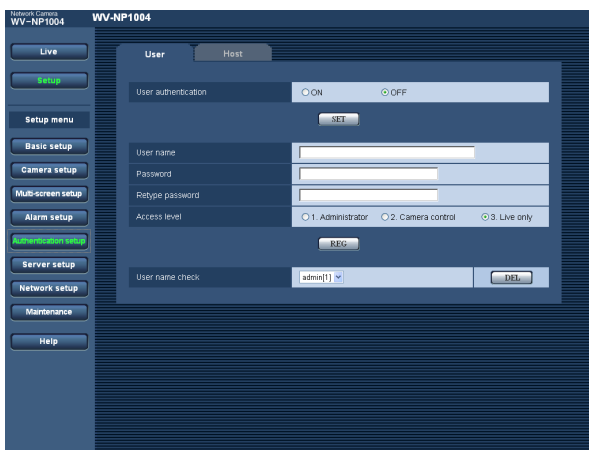 Network Camera
WV-NP1004
WV-NP1004
Live
Setup
Setup menu
Basic setup
Camera setup
Multi-screen setup
Alarm setup
Authentication setup
Server setup
Network setup
Maintenance
Help
User
Host
User authentication
ON
OFF
SET
User name
Password
Retype password
Access level
1. Administrator
2. Camera control
3. Live only
REG
User name check
admin[1]
DEL